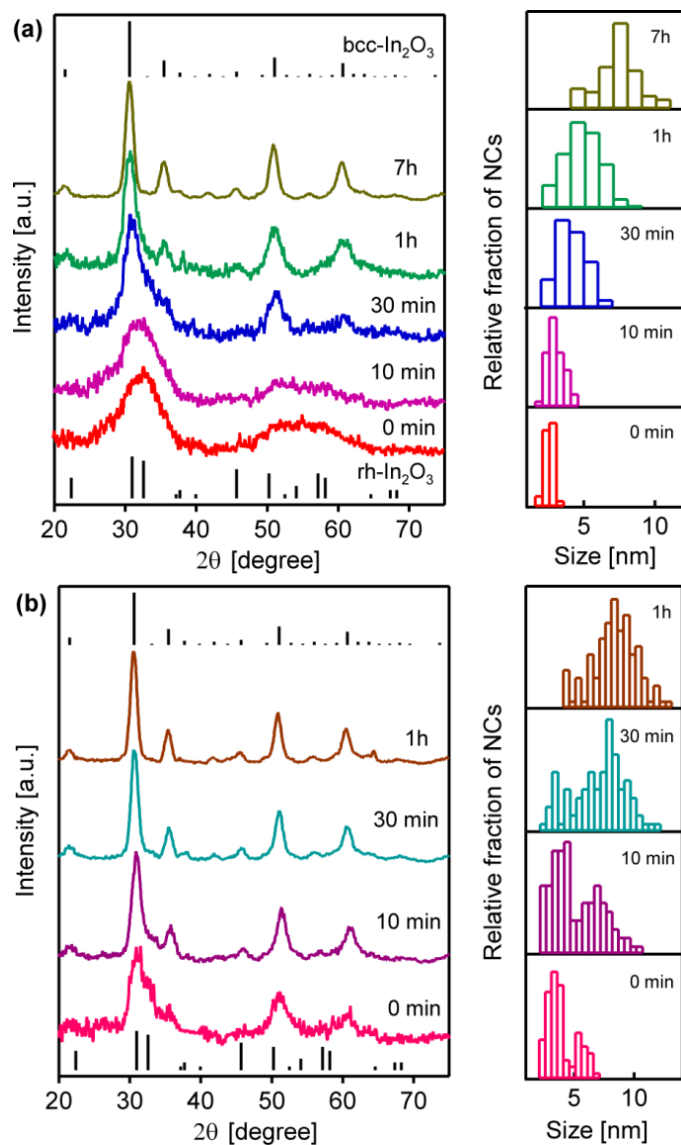 (a)
bcc-In₂O₃
7h
1h
30 min
10 min
0 min
rh-In₂O₃
Intensity [a.u.]
20 30 40 50 60 70
2θ [degree]
7h
1h
30 min
10 min
0 min
Relative fraction of NCs
5 10
Size [nm]
(b)
1h
30 min
10 min
0 min
Intensity [a.u.]
20 30 40 50 60 70
2θ [degree]
1h
30 min
10 min
0 min
Relative fraction of NCs
5 10
Size [nm]